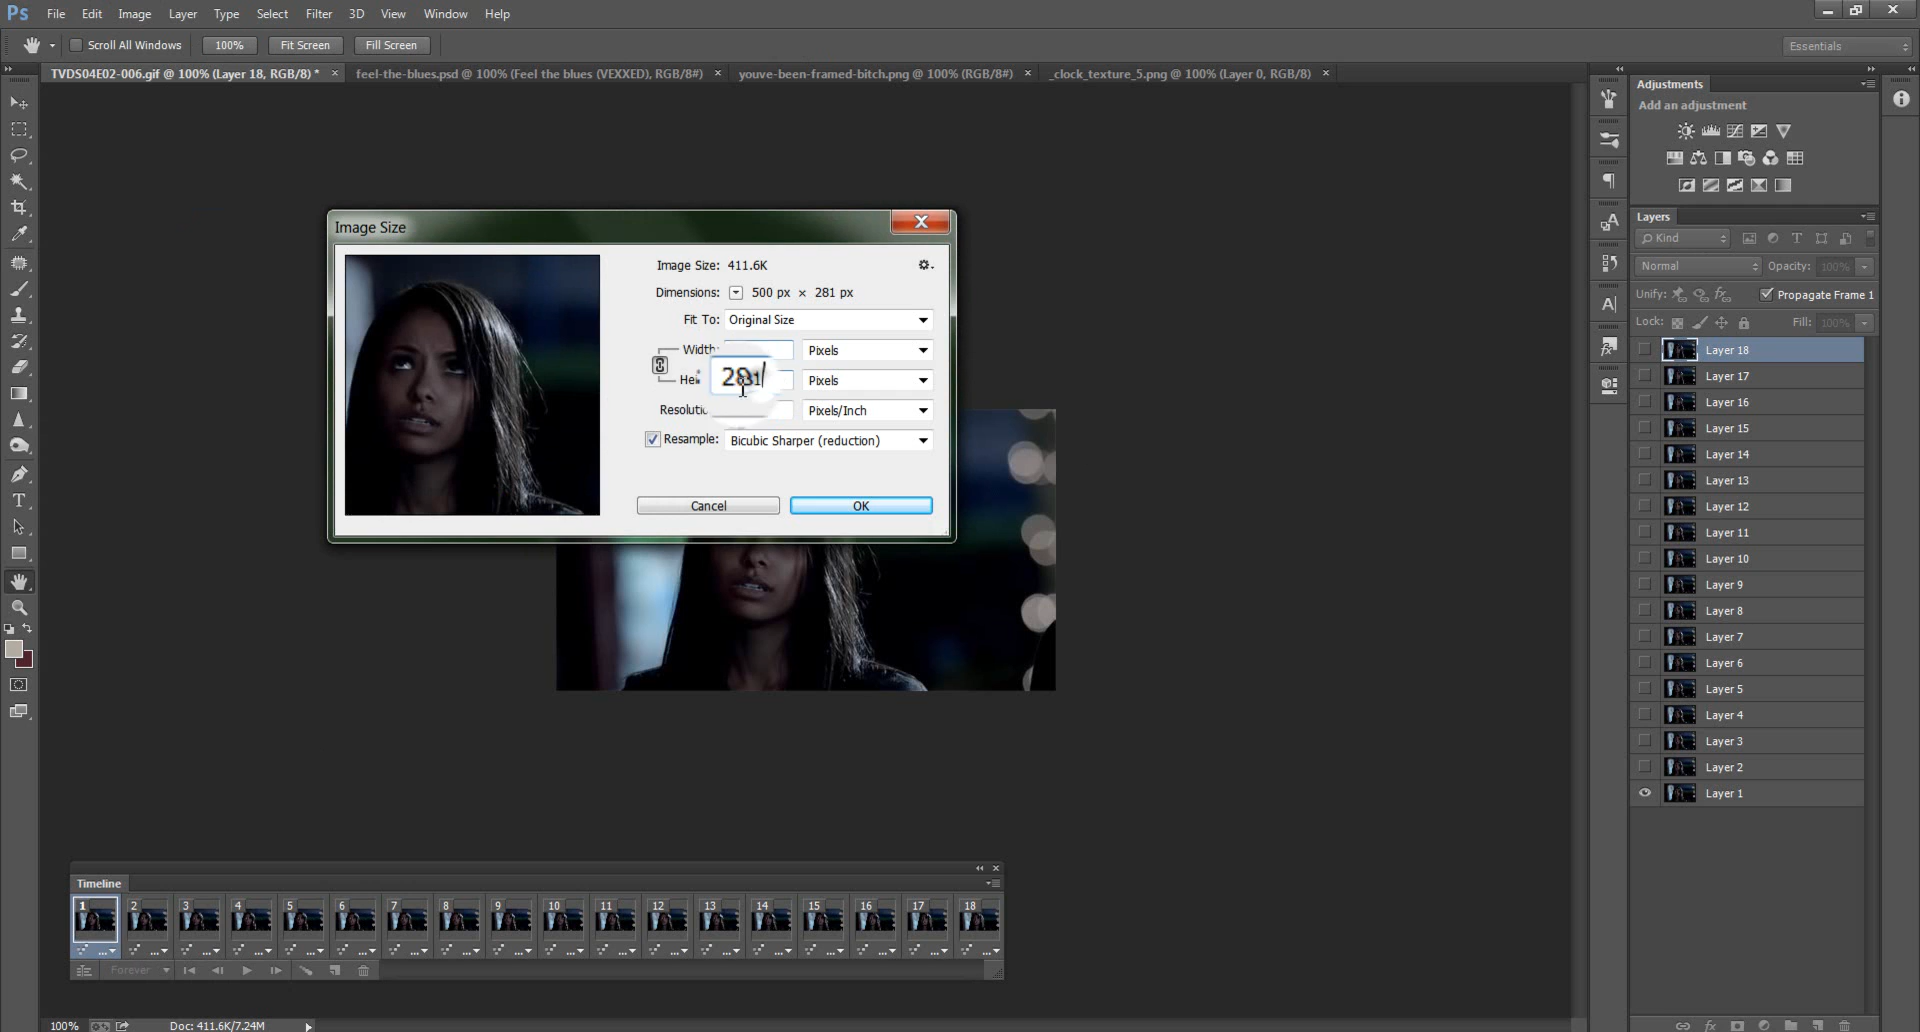 Ps File Edit Image Layer Type Select Filter 3D View Window Help
Scroll All Windows 100% Fit Screen Fill Screen Essentials
TVDS04E02-006.gif @ 100% (Layer 18, RGB/8) * × feel-the-blues.psd @ 100% (Feel the blues (VEXXED), RGB/8#) × youve-been-framed-bitch.png @ 100% (RGB/8#) × _clock_texture_5.png @ 100% (Layer 0, RGB/8) ×
Adjustments
Add an adjustment
Layers
Kind
Normal Opacity: 100%
Unify: Propagate Frame 1
Lock: Fill: 100%
Layer 18
Layer 17
Layer 16
Layer 15
Layer 14
Layer 13
Layer 12
Layer 11
Layer 10
Layer 9
Layer 8
Layer 7
Layer 6
Layer 5
Layer 4
Layer 3
Layer 2
Layer 1
Image Size
Image Size: 411.6K
Dimensions: 500 px × 281 px
Fit To: Original Size
Width: Pixels
Hei Pixels
Resolutio Pixels/Inch
Resample: Bicubic Sharper (reduction)
Cancel OK
Timeline
1 2 3 4 5 6 7 8 9 10 11 12 13 14 15 16 17 18
Forever
100% Doc: 411.6K/7.24M